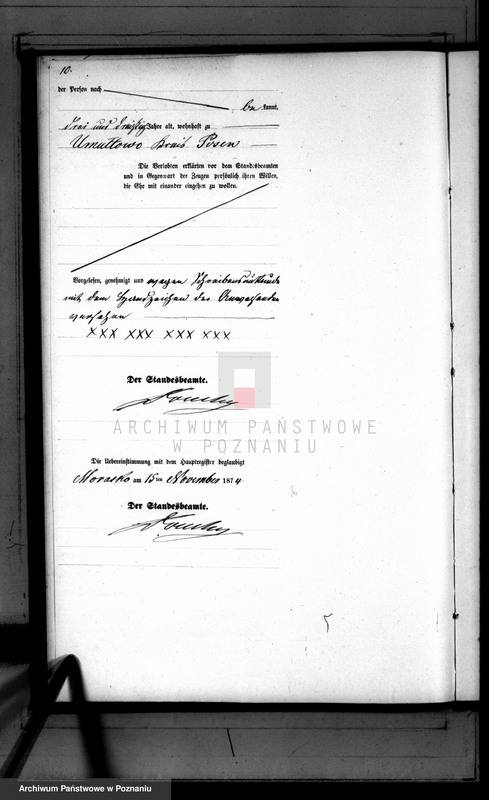 10.
der Person nach
be kannt,
drei und dreißig Jahre alt, wohnhaft zu
Umultowo Kreis Posen
Die Verlobten erklärten vor dem Standesbeamten
und in Gegenwart der Zeugen persönlich ihren Willen,
die Ehe mit einander eingehen zu wollen.
Vorgelesen, genehmigt und wegen Schreibensunkunde
mit dem Handzeichen der Anwesenden
versehen
XXX XXX XXX XXX
Der Standesbeamte.
ARCHIWUM PAŃSTWOWE
W POZNANIU
Die Uebereinstimmung mit dem Hauptregister beglaubigt
Morasko am 15ten November 1874
Der Standesbeamte.
Archiwum Państwowe w Poznaniu